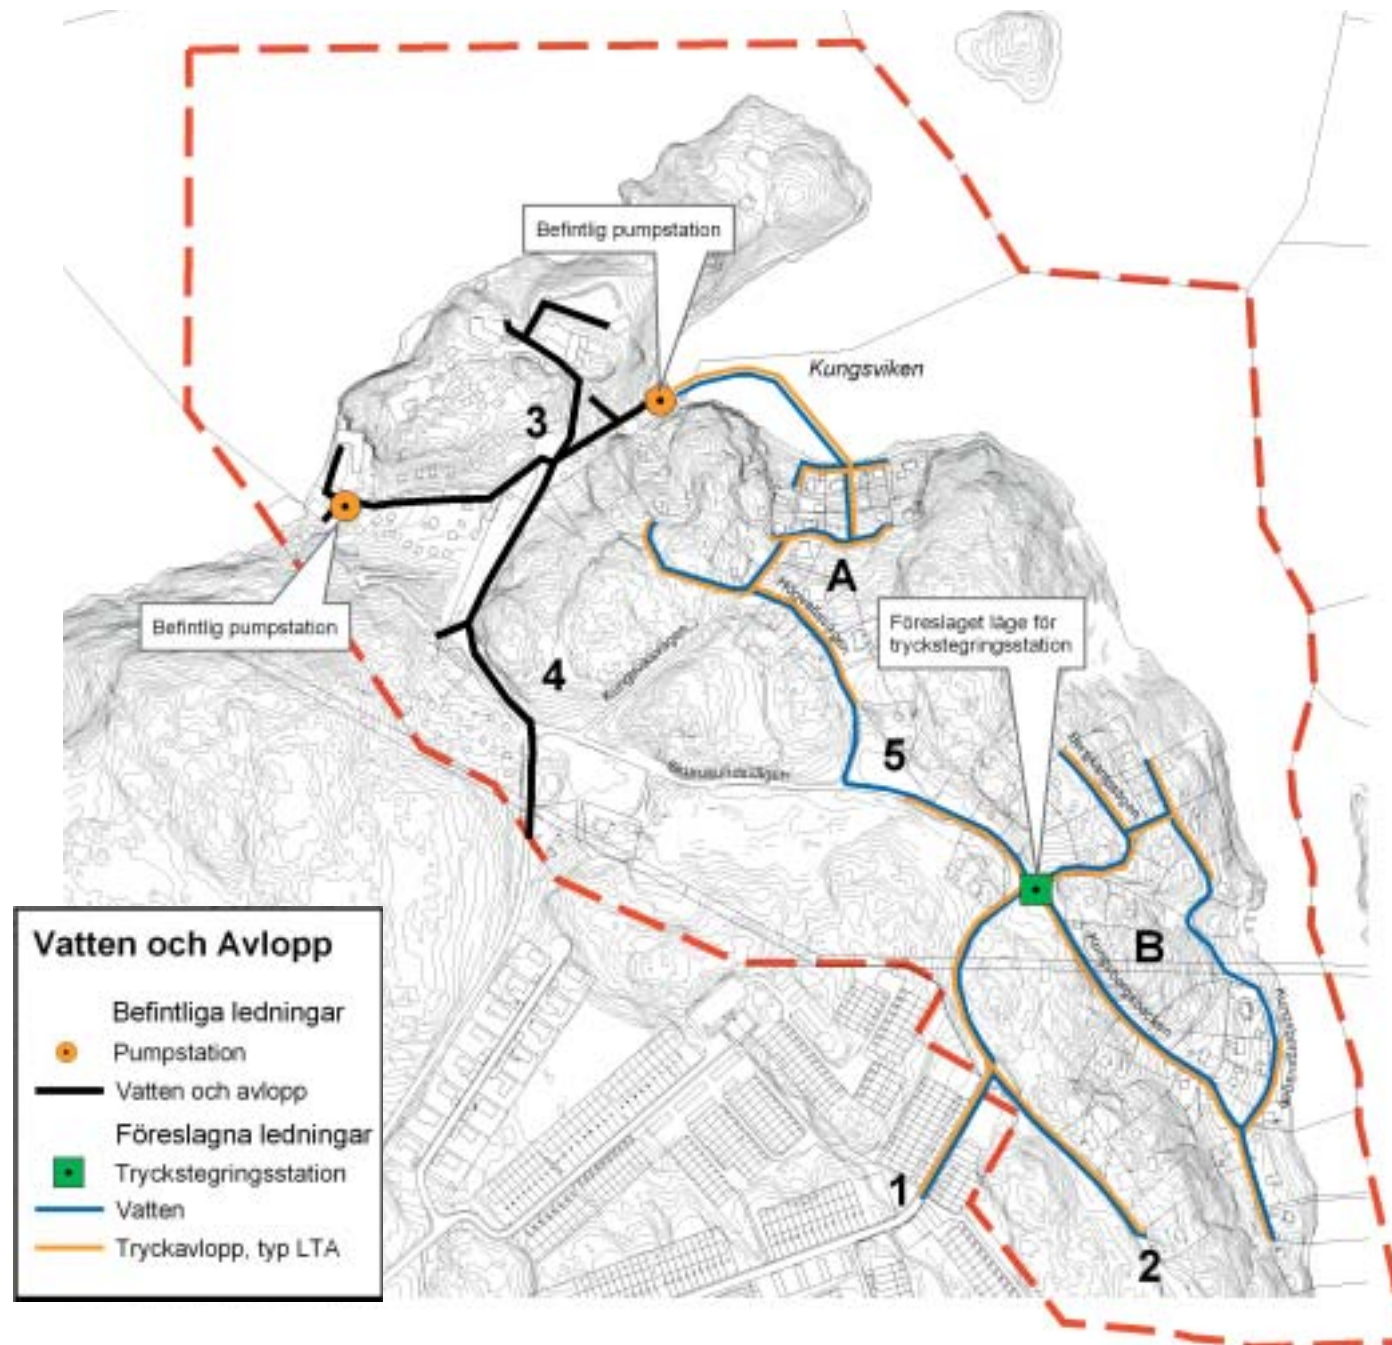 Befintlig pumpstation
Kungsviken
3
A
Befintlig pumpstation
Föreslaget läge för
tryckstegringsstation
4
5
B
Vatten och Avlopp
Befintliga ledningar
Pumpstation
Vatten och avlopp
Föreslagna ledningar
Tryckstegringsstation
Vatten
Tryckavlopp, typ LTA
1
2